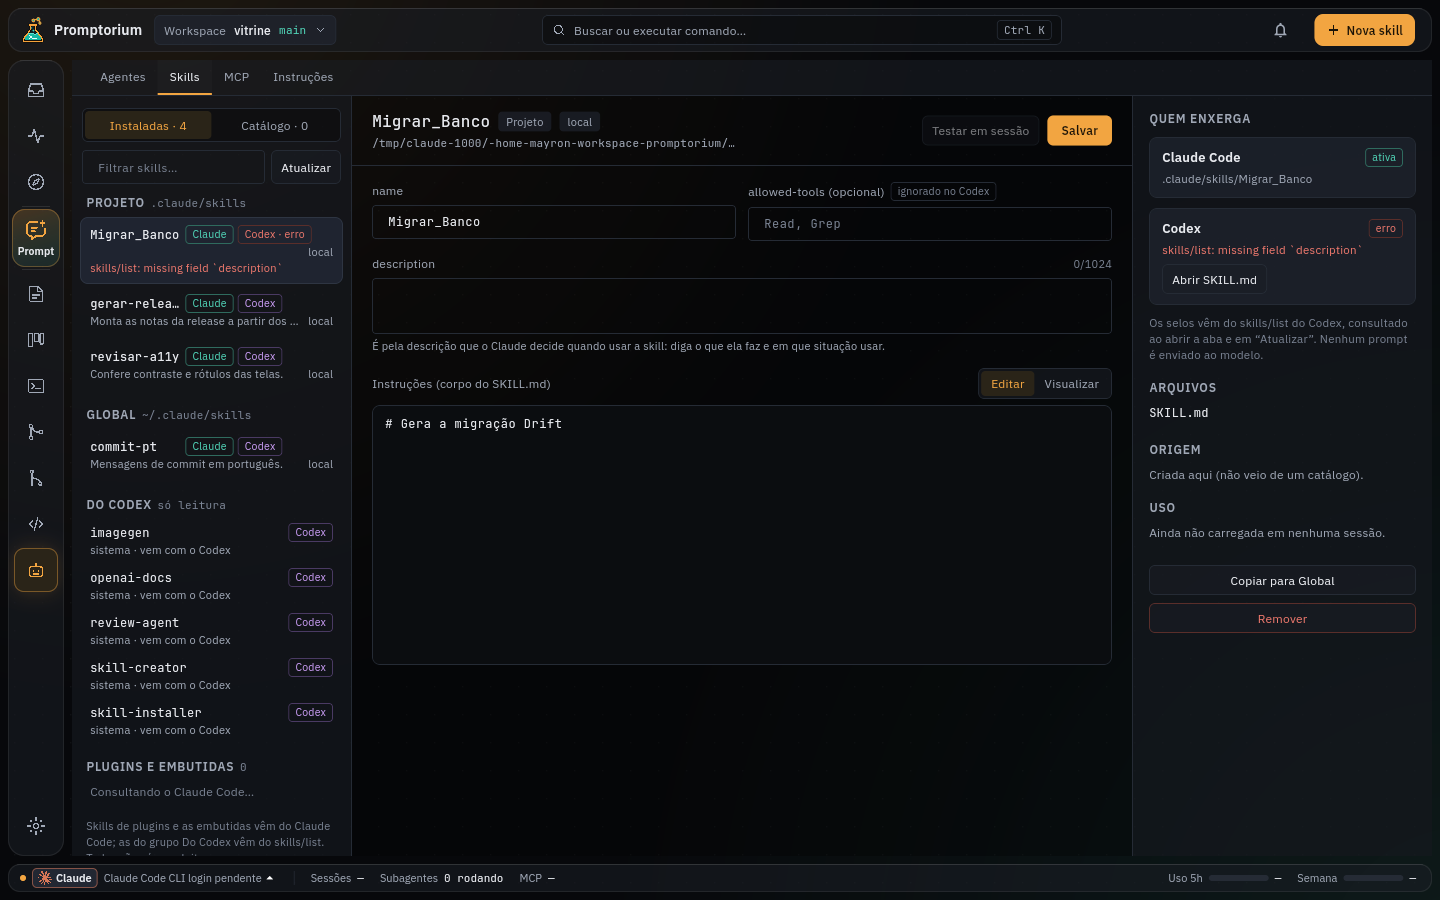 Promptorium
Workspace vitrine main
Buscar ou executar comando...
Ctrl K
+ Nova skill
Agentes
Skills
MCP
Instruções
Prompt
Instaladas · 4
Catálogo · 0
Filtrar skills...
Atualizar
PROJETO .claude/skills
Migrar_Banco Claude Codex · erro
local
skills/list: missing field `description`
gerar-relea… Claude Codex
Monta as notas da release a partir dos … local
revisar-a11y Claude Codex
Confere contraste e rótulos das telas. local
GLOBAL ~/.claude/skills
commit-pt Claude Codex
Mensagens de commit em português. local
DO CODEX só leitura
imagegen Codex
sistema · vem com o Codex
openai-docs Codex
sistema · vem com o Codex
review-agent Codex
sistema · vem com o Codex
skill-creator Codex
sistema · vem com o Codex
skill-installer Codex
sistema · vem com o Codex
PLUGINS E EMBUTIDAS 0
Consultando o Claude Code...
Skills de plugins e as embutidas vêm do Claude
Code; as do grupo Do Codex vêm do skills/list.
Migrar_Banco Projeto local
/tmp/claude-1000/-home-mayron-workspace-promptorium/…
Testar em sessão
Salvar
name
Migrar_Banco
allowed-tools (opcional) ignorado no Codex
Read, Grep
description
0/1024
É pela descrição que o Claude decide quando usar a skill: diga o que ela faz e em que situação usar.
Instruções (corpo do SKILL.md)
Editar
Visualizar
# Gera a migração Drift
QUEM ENXERGA
Claude Code ativa
.claude/skills/Migrar_Banco
Codex erro
skills/list: missing field `description`
Abrir SKILL.md
Os selos vêm do skills/list do Codex, consultado
ao abrir a aba e em “Atualizar”. Nenhum prompt
é enviado ao modelo.
ARQUIVOS
SKILL.md
ORIGEM
Criada aqui (não veio de um catálogo).
USO
Ainda não carregada em nenhuma sessão.
Copiar para Global
Remover
Claude
Claude Code CLI login pendente
Sessões —
Subagentes 0 rodando
MCP —
Uso 5h —
Semana —